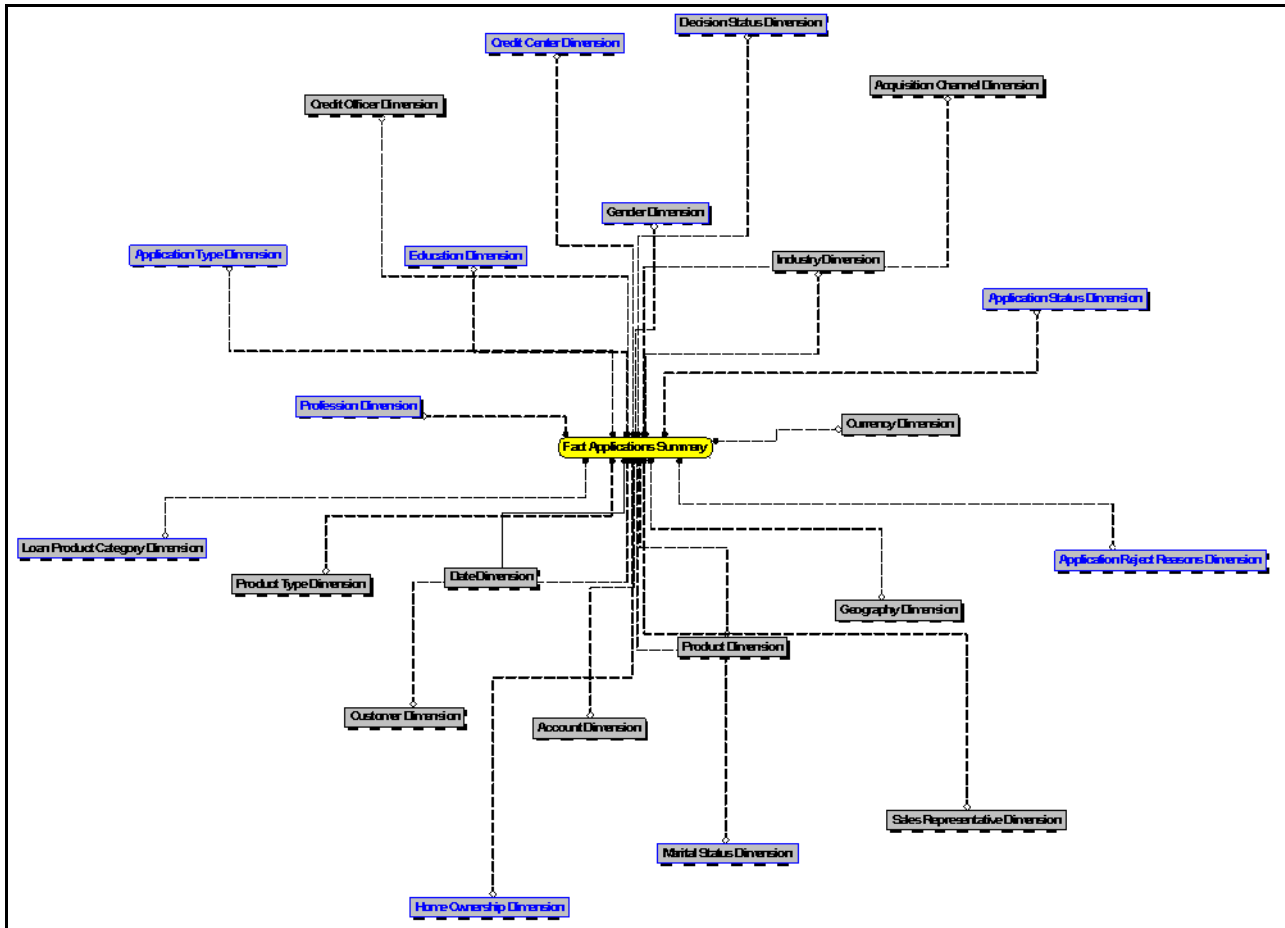 Decision Status Dimension
Credit Center Dimension
Acquisition Channel Dimension
Credit Officer Dimension
Gender Dimension
Application Type Dimension
Education Dimension
Industry Dimension
Application Status Dimension
Profession Dimension
Currency Dimension
Fact Applications Summary
Loan Product Category Dimension
Application Reject Reasons Dimension
Product Type Dimension
Date Dimension
Geography Dimension
Product Dimension
Customer Dimension
Account Dimension
Sales Representative Dimension
Marital Status Dimension
Home Ownership Dimension